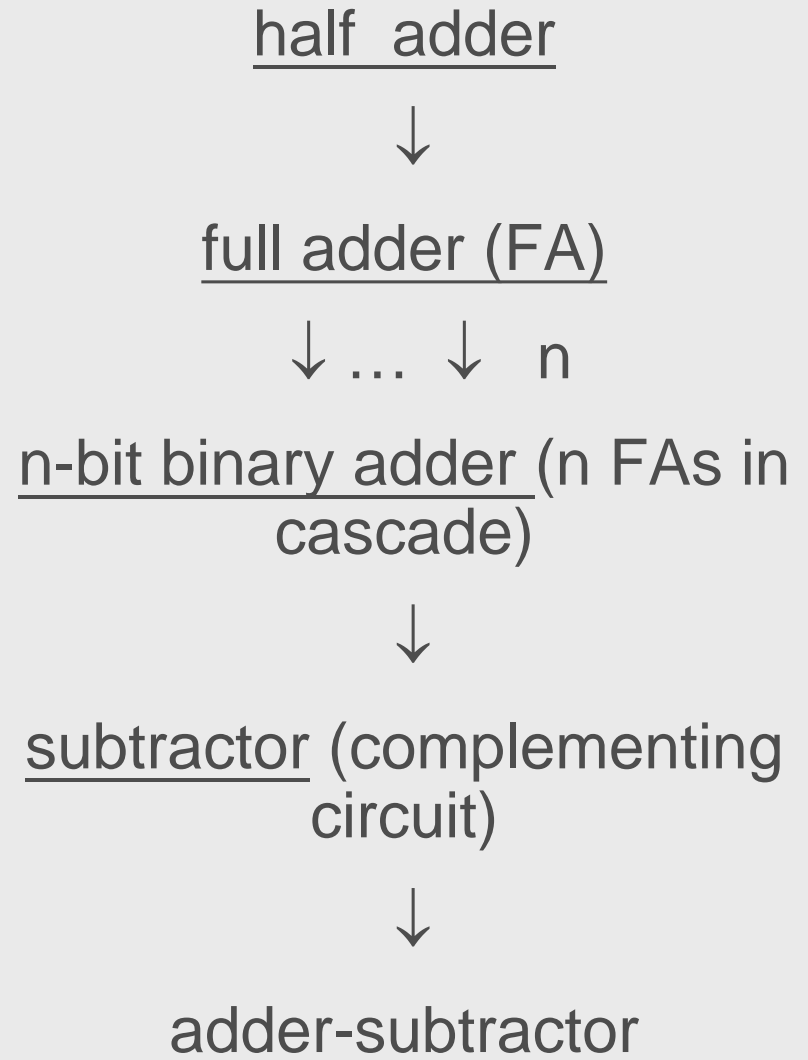 half adder
↓
full adder (FA)
↓ … ↓ n
n-bit binary adder (n FAs in
cascade)
↓
subtractor (complementing
circuit)
↓
adder-subtractor